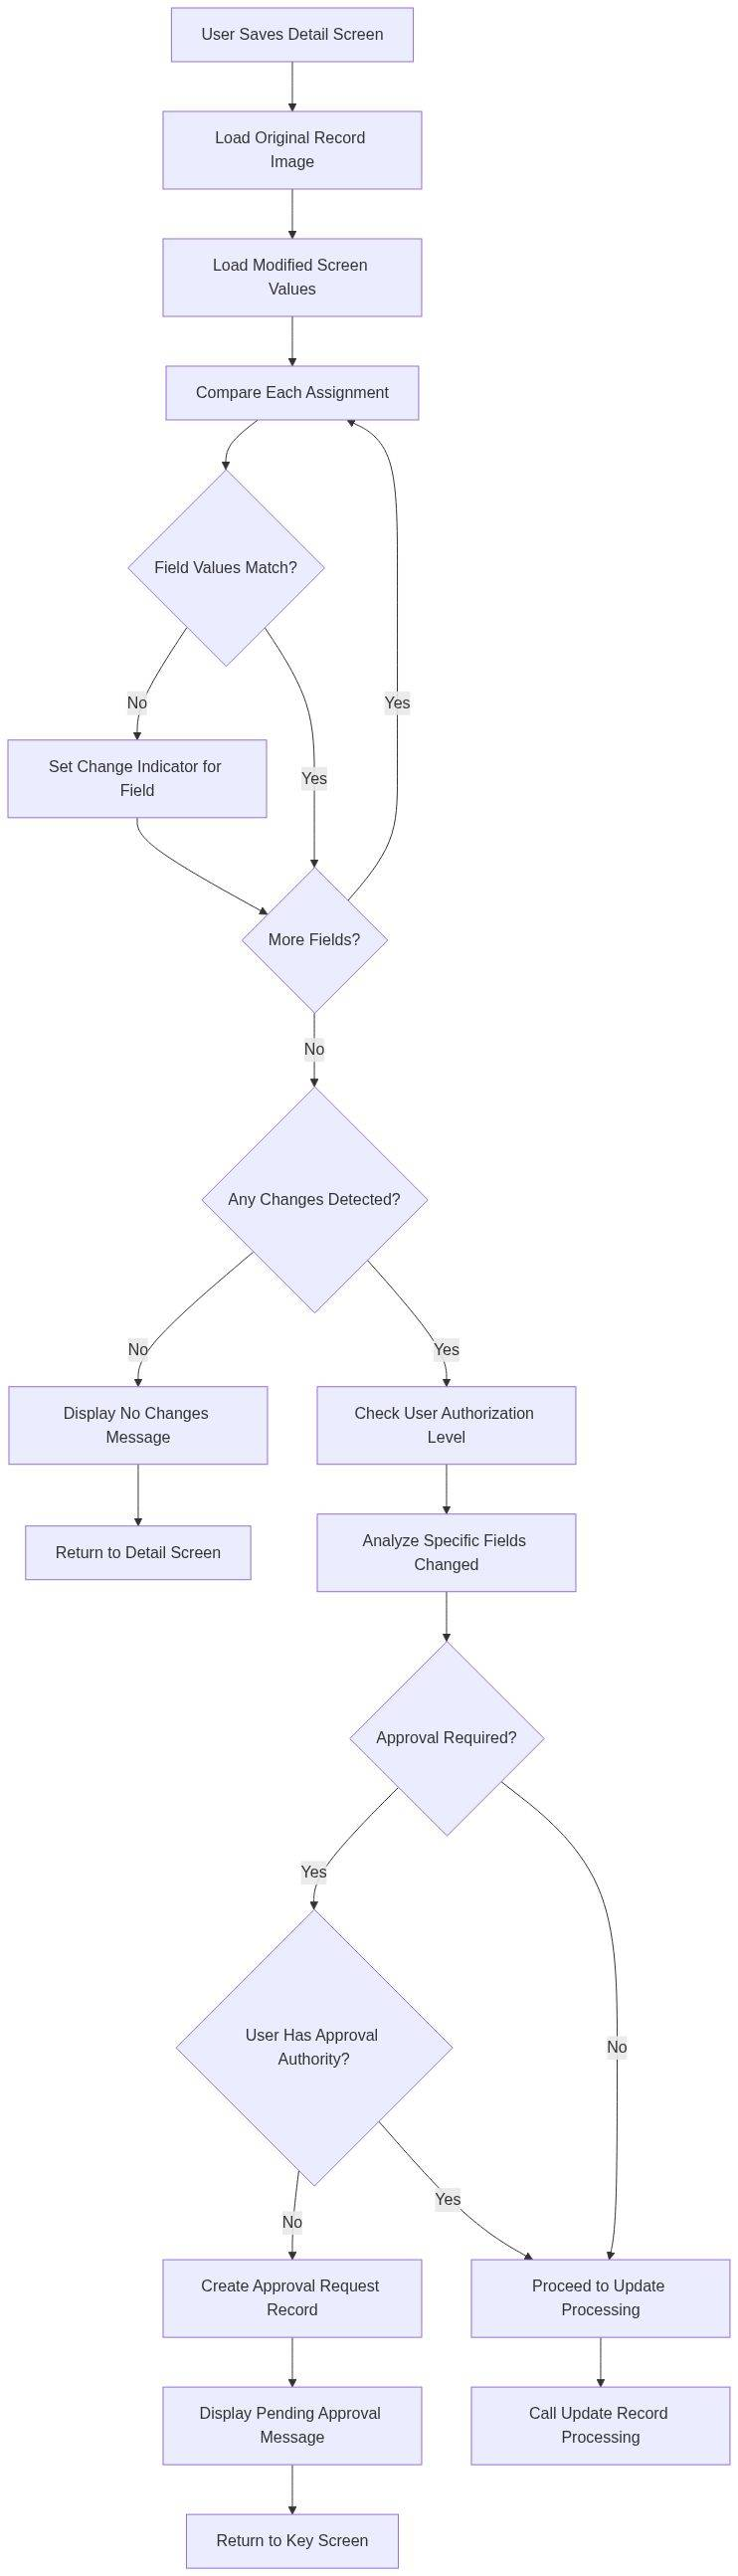 User Saves Detail Screen
Load Original Record
Image
Load Modified Screen
Values
Compare Each Assignment
Field Values Match?
No
Yes
Set Change Indicator for
Field
Yes
More Fields?
No
Any Changes Detected?
No
Yes
Display No Changes
Message
Check User Authorization
Level
Return to Detail Screen
Analyze Specific Fields
Changed
Approval Required?
Yes
User Has Approval
Authority?
No
Yes
No
Create Approval Request
Record
Proceed to Update
Processing
Display Pending Approval
Message
Call Update Record
Processing
Return to Key Screen